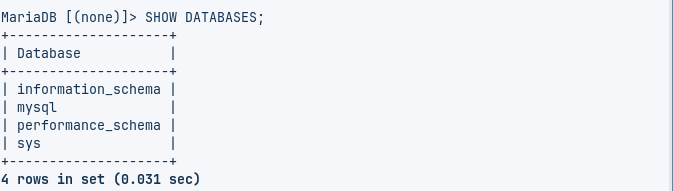 MariaDB [(none)]> SHOW DATABASES;
+--------------------+
| Database           |
+--------------------+
| information_schema |
| mysql              |
| performance_schema |
| sys                |
+--------------------+
4 rows in set (0.031 sec)